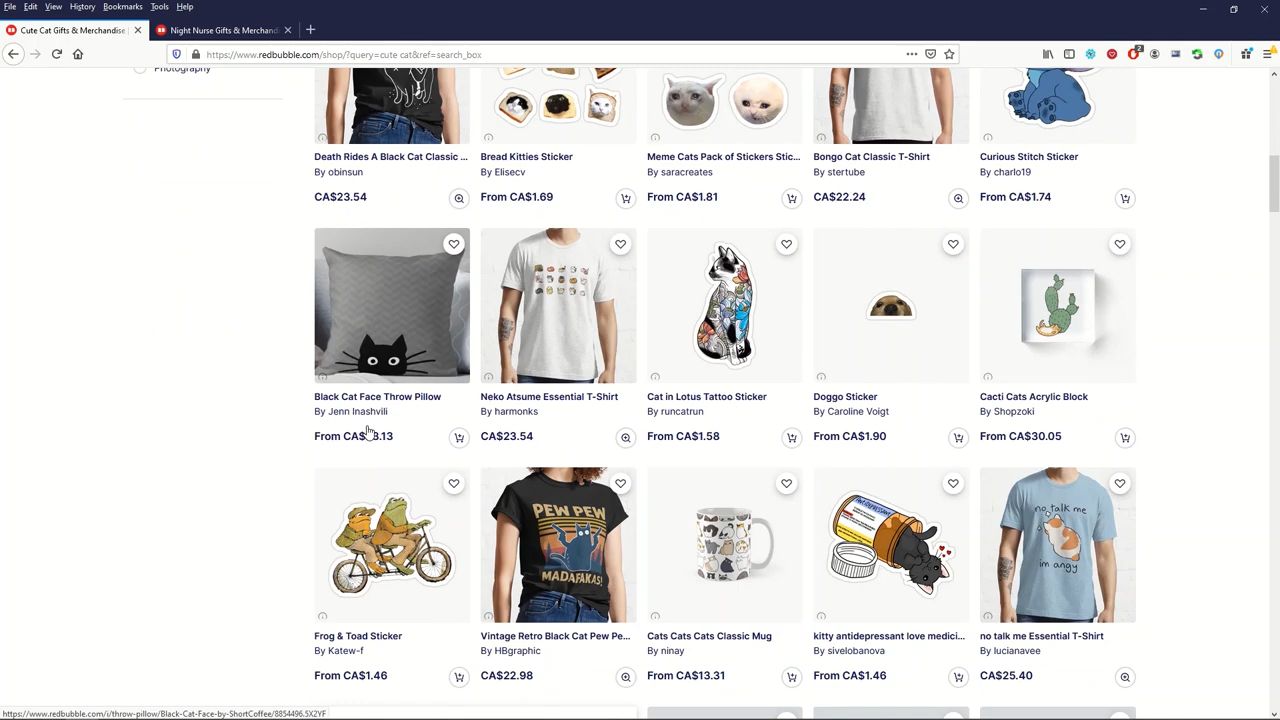 File Edit View History Bookmarks Tools Help
Cute Cat Gifts & Merchandise
Night Nurse Gifts & Merchand
https://www.redbubble.com/shop/?query=cute cat&ref=search_box
2
Photography
Death Rides A Black Cat Classic ...
By obinsun
CA$23.54
Bread Kitties Sticker
By Elisecv
From CA$1.69
Meme Cats Pack of Stickers Stic...
By saracreates
From CA$1.81
Bongo Cat Classic T-Shirt
By stertube
CA$22.24
Curious Stitch Sticker
By charlo19
From CA$1.74
Black Cat Face Throw Pillow
By Jenn Inashvili
From
Neko Atsume Essential T-Shirt
By harmonks
CA$23.54
Cat in Lotus Tattoo Sticker
By runcatrun
From CA$1.58
Doggo Sticker
By Caroline Voigt
From CA$1.90
Cacti Cats Acrylic Block
By Shopzoki
From CA$30.05
PEW PEW
MADAFAKAS!
no talk me
im angy
Frog & Toad Sticker
By Katew-f
From CA$1.46
Vintage Retro Black Cat Pew Pe...
By HBgraphic
CA$22.98
Cats Cats Cats Classic Mug
By ninay
From CA$13.31
kitty antidepressant love medici...
By sivelobanova
From CA$1.46
no talk me Essential T-Shirt
By lucianavee
CA$25.40
https://www.redbubble.com/i/throw-pillow/Black-Cat-Face-by-ShortCoffee/8854496.5X2YF